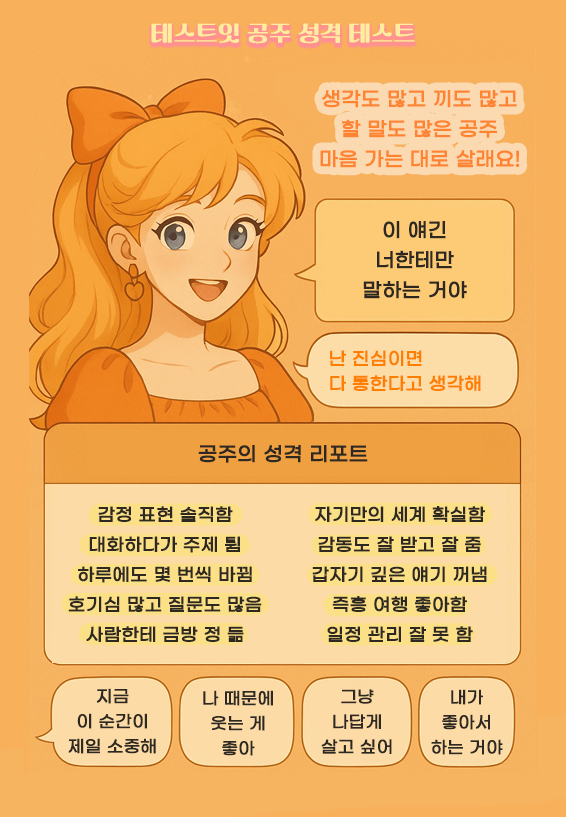 테스트잇 공주 성격 테스트
생각도 많고 끼도 많고
할 말도 많은 공주
마음 가는 대로 살래요!
이 얘긴
너한테만
말하는 거야
난 진심이면
다 통한다고 생각해
공주의 성격 리포트
감정 표현 솔직함
대화하다가 주제 튐
하루에도 몇 번씩 바뀜
호기심 많고 질문도 많음
사람한테 금방 정 듦
자기만의 세계 확실함
감동도 잘 받고 잘 줌
갑자기 깊은 얘기 꺼냄
즉흥 여행 좋아함
일정 관리 잘 못 함
지금
이 순간이
제일 소중해
나 때문에
웃는 게
좋아
그냥
나답게
살고 싶어
내가
좋아서
하는 거야